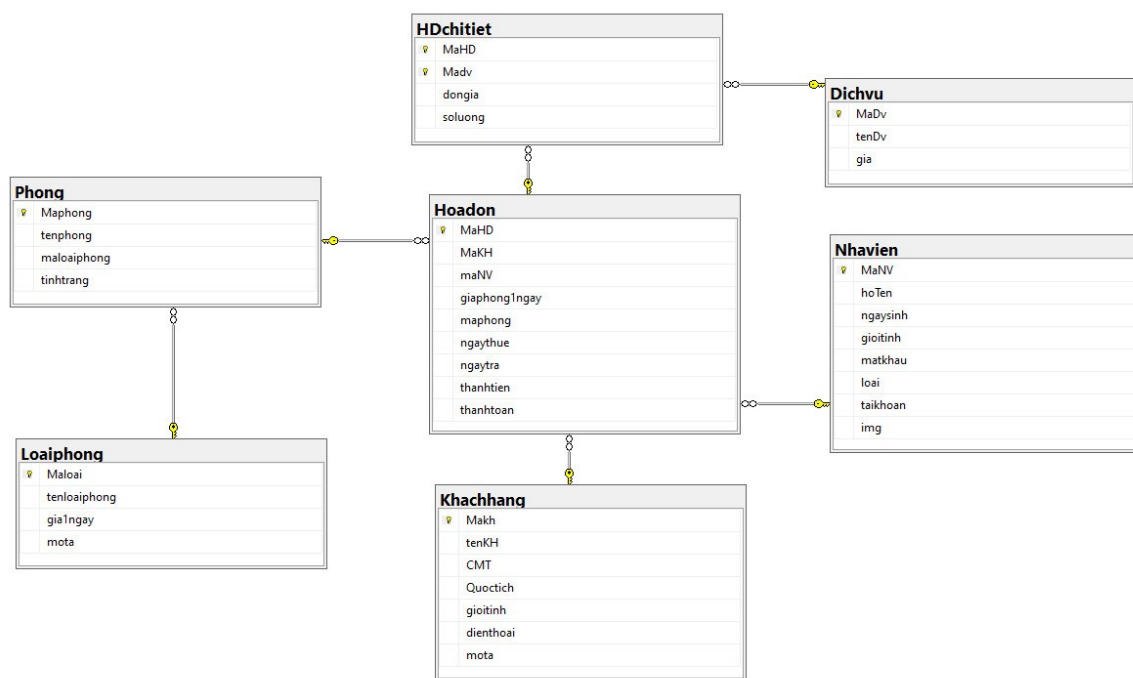 HDchitiet
MaHD
Madv
dongia
soluong
Dichvu
MaDv
tenDv
gia
Phong
Maphong
tenphong
maloaiphong
tinhtrang
Hoadon
MaHD
MaKH
maNV
giaphong1ngay
maphong
ngaythue
ngaytra
thanhtien
thanhtoan
Nhavien
MaNV
hoTen
ngaysinh
gioitinh
matkhau
loai
taikhoan
img
Loaiphong
Maloai
tenloaiphong
gia1ngay
mota
Khachhang
Makh
tenKH
CMT
Quoctich
gioitinh
dienthoai
mota